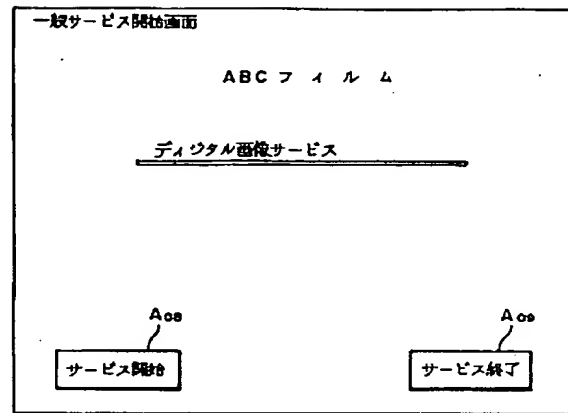 一般サービス開始画面
ABCフィルム
ディジタル画像サービス
A08 A09
サービス開始 サービス終了